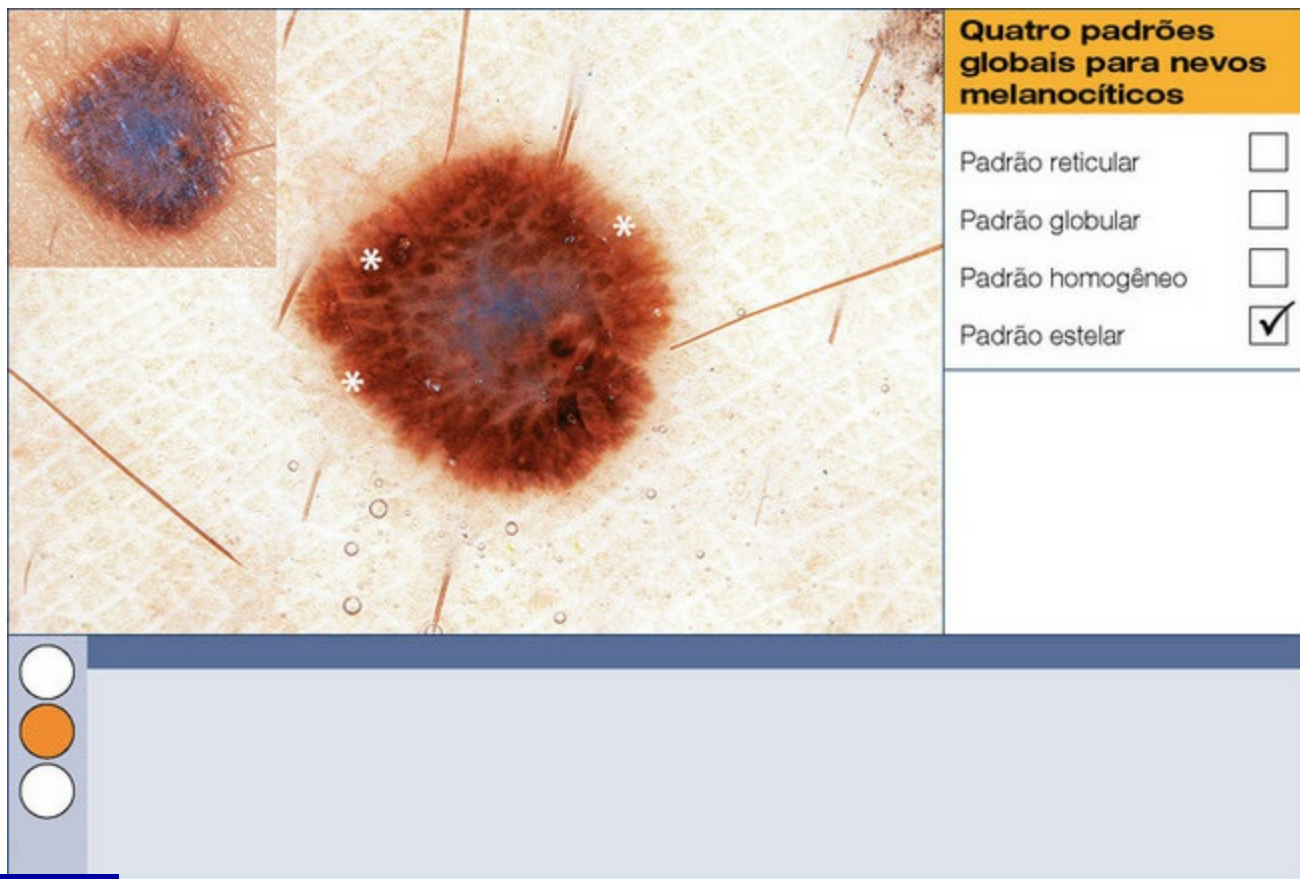 Quatro padrões
globais para nevos
melanocíticos
Padrão reticular
Padrão globular
Padrão homogêneo
Padrão estelar